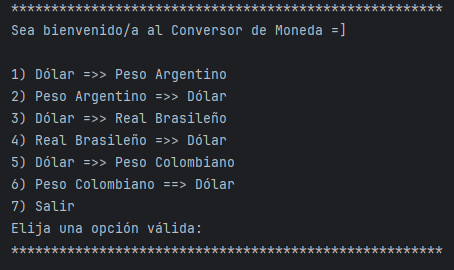 ******************************************************
Sea bienvenido/a al Conversor de Moneda =]
1) Dólar =>> Peso Argentino
2) Peso Argentino =>> Dólar
3) Dólar =>> Real Brasileño
4) Real Brasileño =>> Dólar
5) Dólar =>> Peso Colombiano
6) Peso Colombiano ==> Dólar
7) Salir
Elija una opción válida:
******************************************************